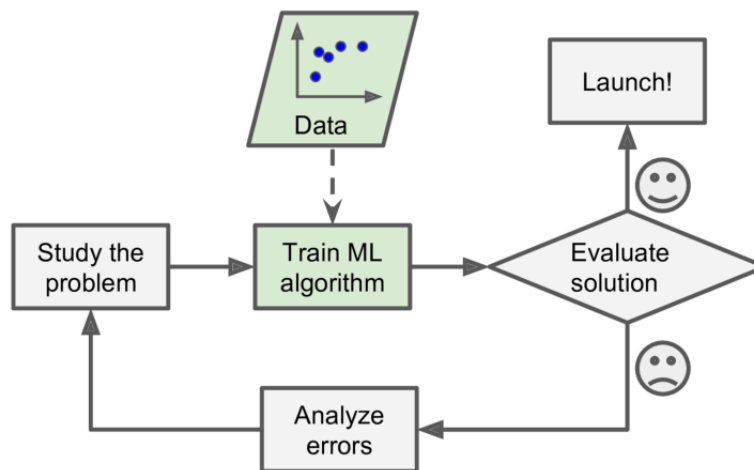 Data
Launch!
Study the
problem
Train ML
algorithm
Evaluate
solution
Analyze
errors